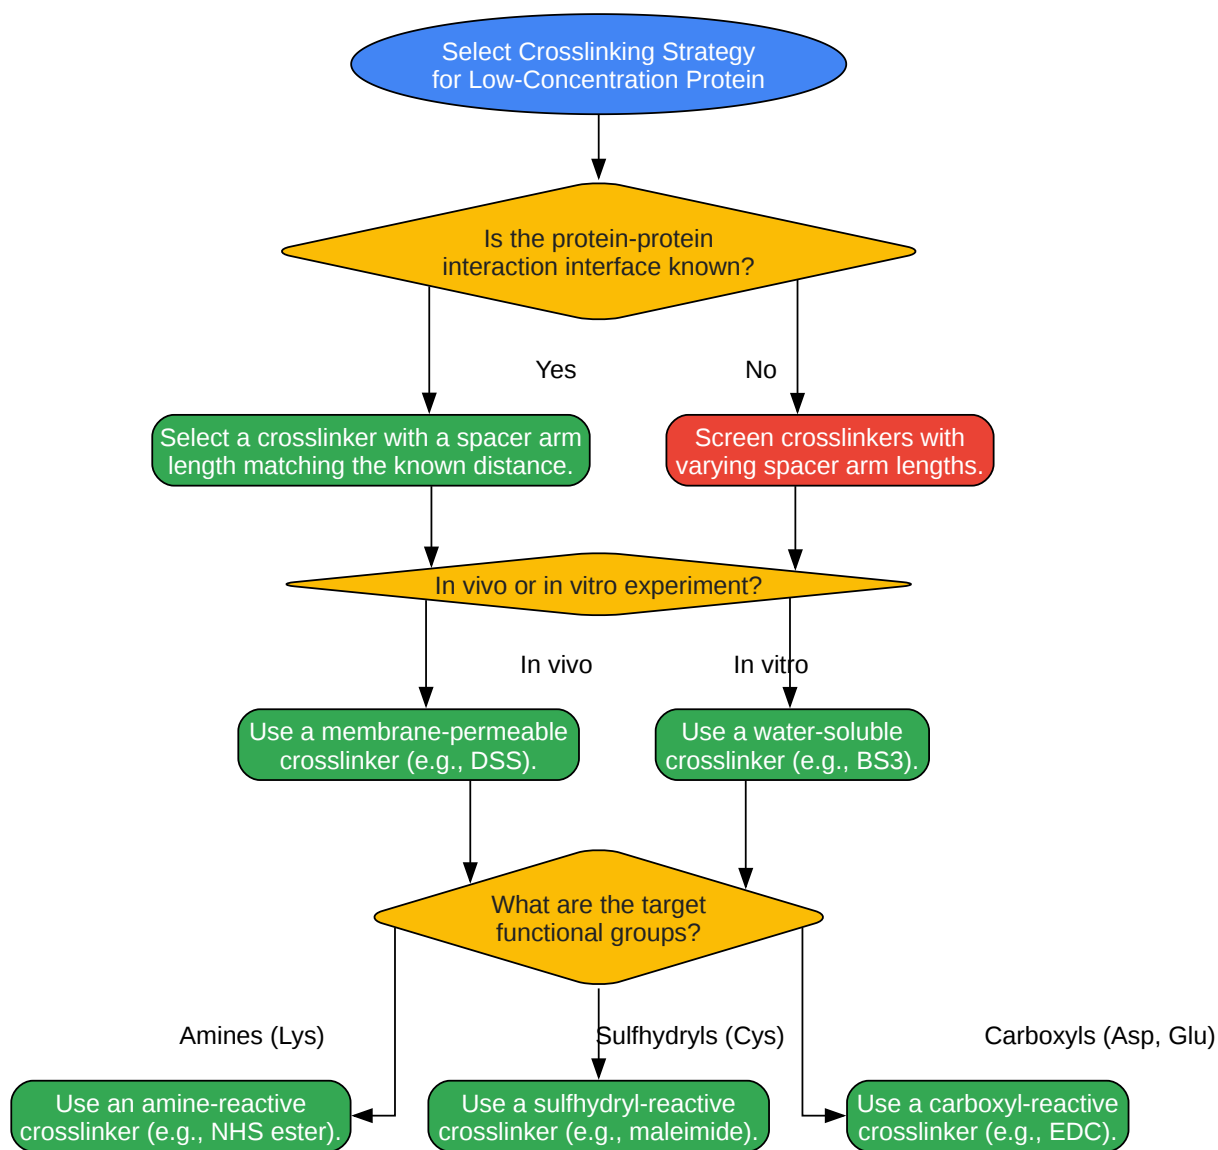 Select Crosslinking Strategy
for Low-Concentration Protein
Is the protein-protein
interaction interface known?
Yes
No
Select a crosslinker with a spacer arm
length matching the known distance.
Screen crosslinkers with
varying spacer arm lengths.
In vivo or in vitro experiment?
In vivo
In vitro
Use a membrane-permeable
crosslinker (e.g., DSS).
Use a water-soluble
crosslinker (e.g., BS3).
What are the target
functional groups?
Amines (Lys)
Sulfhydryls (Cys)
Carboxyls (Asp, Glu)
Use an amine-reactive
crosslinker (e.g., NHS ester).
Use a sulfhydryl-reactive
crosslinker (e.g., maleimide).
Use a carboxyl-reactive
crosslinker (e.g., EDC).